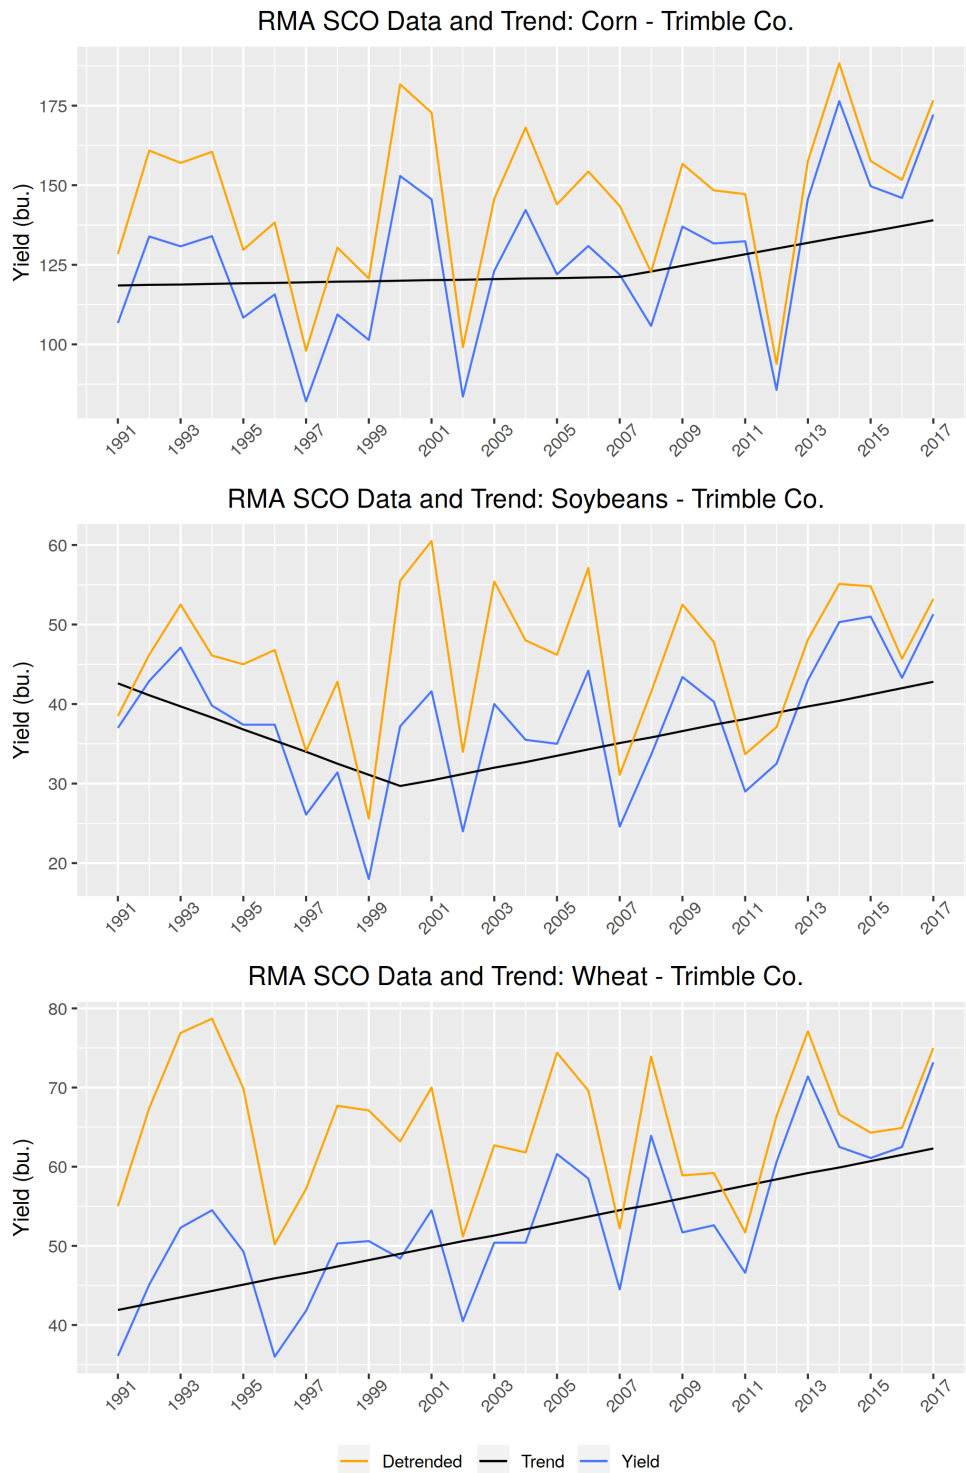 RMA SCO Data and Trend: Corn - Trimble Co.
Yield (bu.)
175
150
125
100
1991 1993 1995 1997 1999 2001 2003 2005 2007 2009 2011 2013 2015 2017
RMA SCO Data and Trend: Soybeans - Trimble Co.
Yield (bu.)
60
50
40
30
20
1991 1993 1995 1997 1999 2001 2003 2005 2007 2009 2011 2013 2015 2017
RMA SCO Data and Trend: Wheat - Trimble Co.
Yield (bu.)
80
70
60
50
40
1991 1993 1995 1997 1999 2001 2003 2005 2007 2009 2011 2013 2015 2017
Detrended Trend Yield